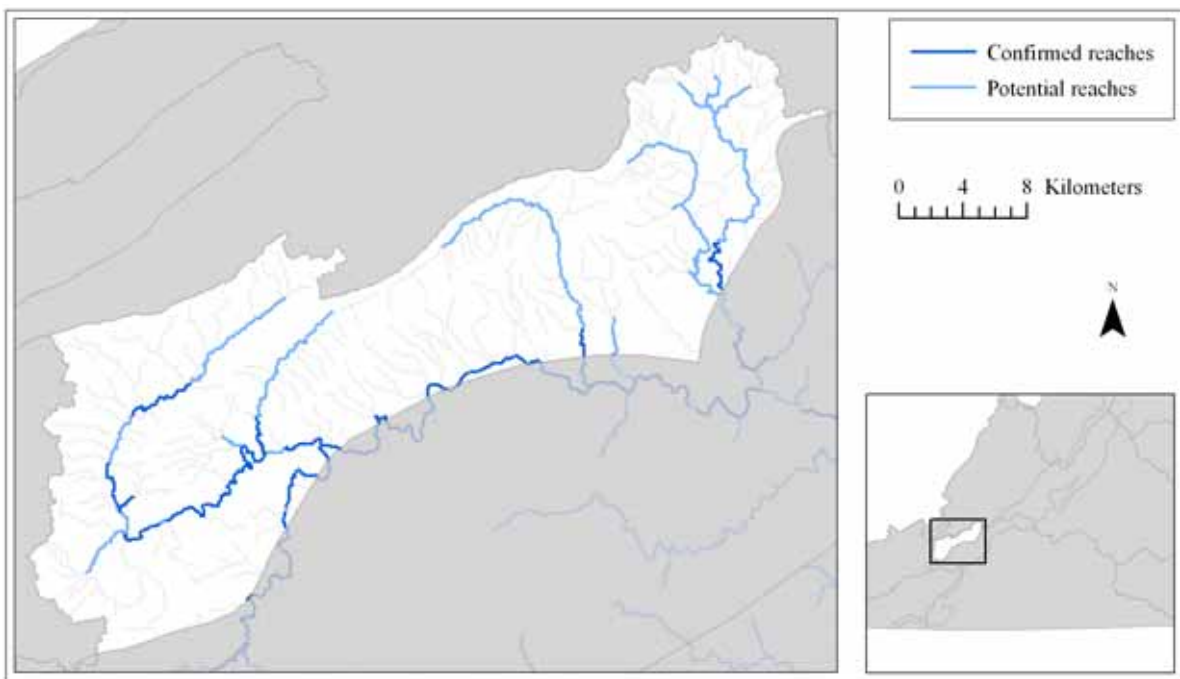 Confirmed reaches
Potential reaches
0 4 8 Kilometers
N